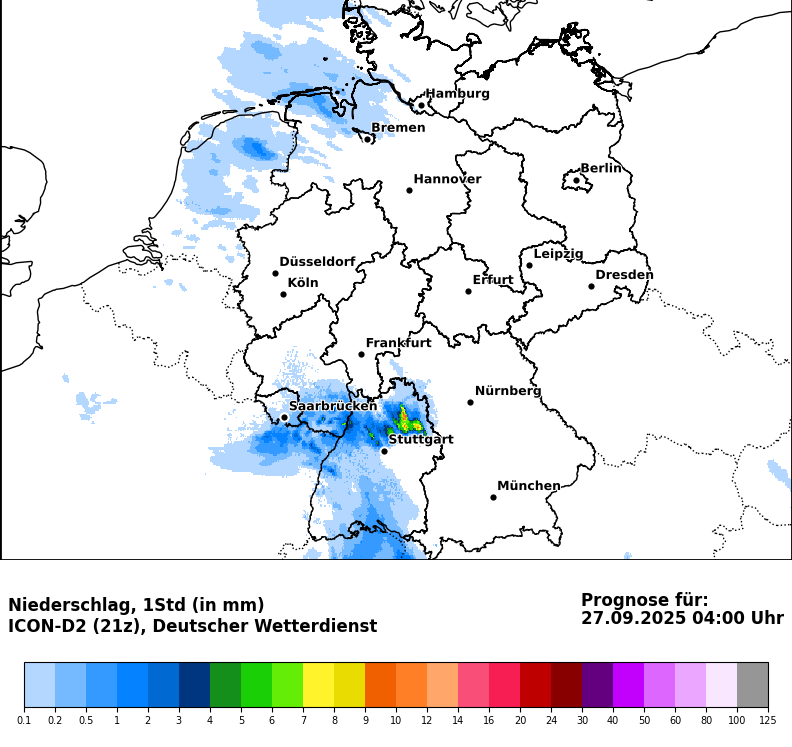 Hamburg
Bremen
Berlin
Hannover
Leipzig
Düsseldorf
Dresden
Köln
Erfurt
Frankfurt
Nürnberg
Saarbrücken
Stuttgart
München
Niederschlag, 1Std (in mm)
ICON-D2 (21z), Deutscher Wetterdienst
Prognose für:
27.09.2025 04:00 Uhr
0.1 0.2 0.5 1 2 3 4 5 6 7 8 9 10 12 14 16 20 24 30 40 50 60 80 100 125